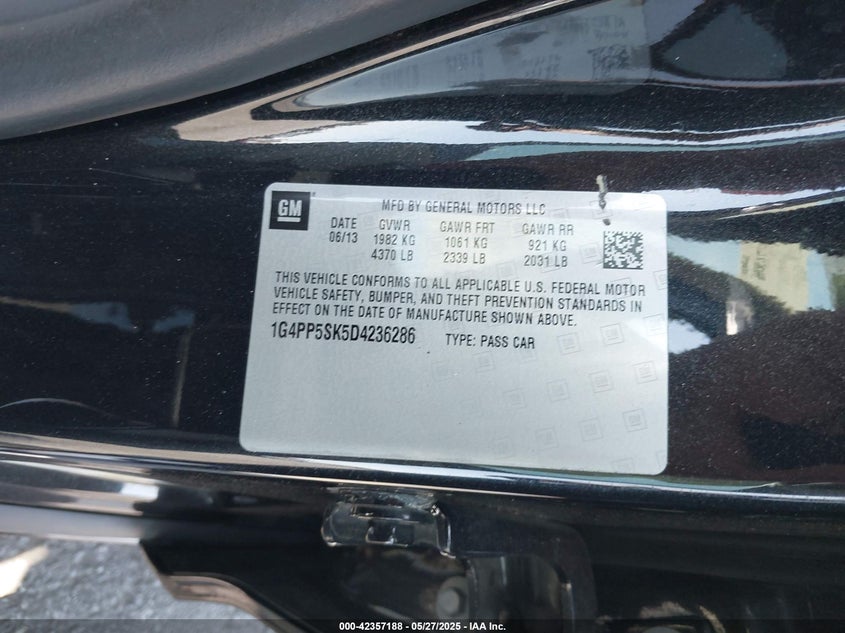 GM
MFD BY GENERAL MOTORS LLC
DATE GVWR GAWR FRT GAWR RR
06/13 1982 KG 1061 KG 921 KG
4370 LB 2339 LB 2031 LB
THIS VEHICLE CONFORMS TO ALL APPLICABLE U.S. FEDERAL MOTOR
VEHICLE SAFETY, BUMPER, AND THEFT PREVENTION STANDARDS IN
EFFECT ON THE DATE OF MANUFACTURE SHOWN ABOVE.
1G4PP5SK5D4236286 TYPE: PASS CAR
000-42357188 - 05/27/2025 - IAA Inc.